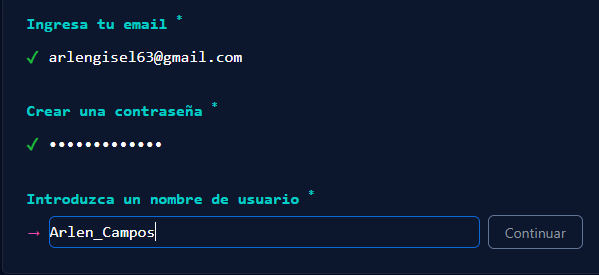 Ingresa tu email *
✓ arlengisel63@gmail.com
Crear una contraseña *
✓ •••••••••••••
Introduzca un nombre de usuario *
→ Arlen_Campos Continuar